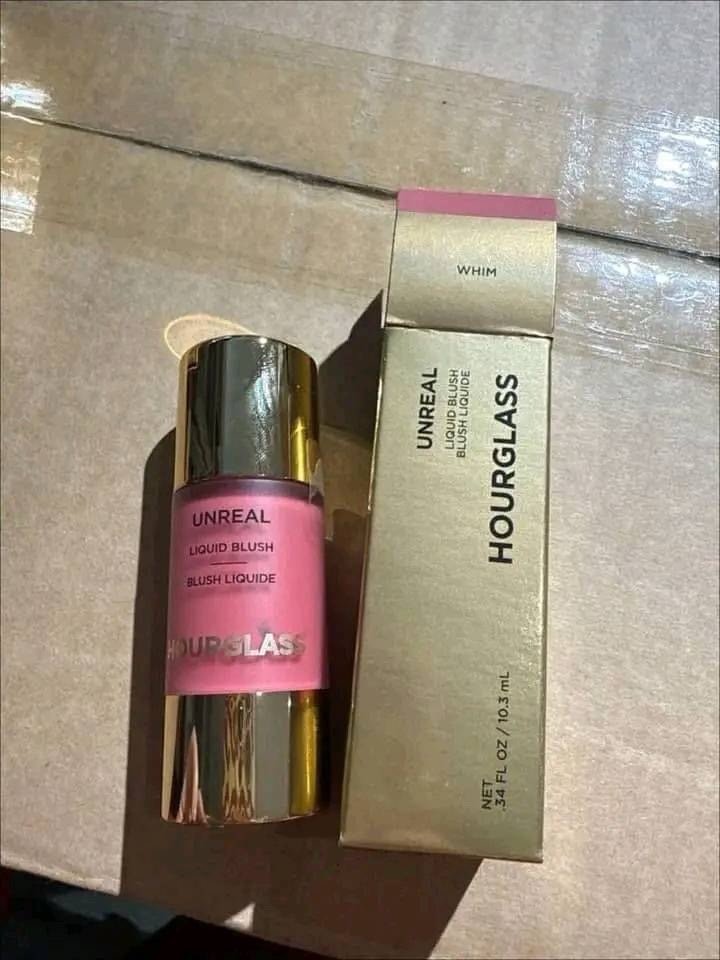 WHIM
UNREAL
LIQUID BLUSH
BLUSH LIQUIDE
HOURGLASS
NET
.34 FL OZ / 10.3 mL
UNREAL
LIQUID BLUSH
BLUSH LIQUIDE
HOURGLASS